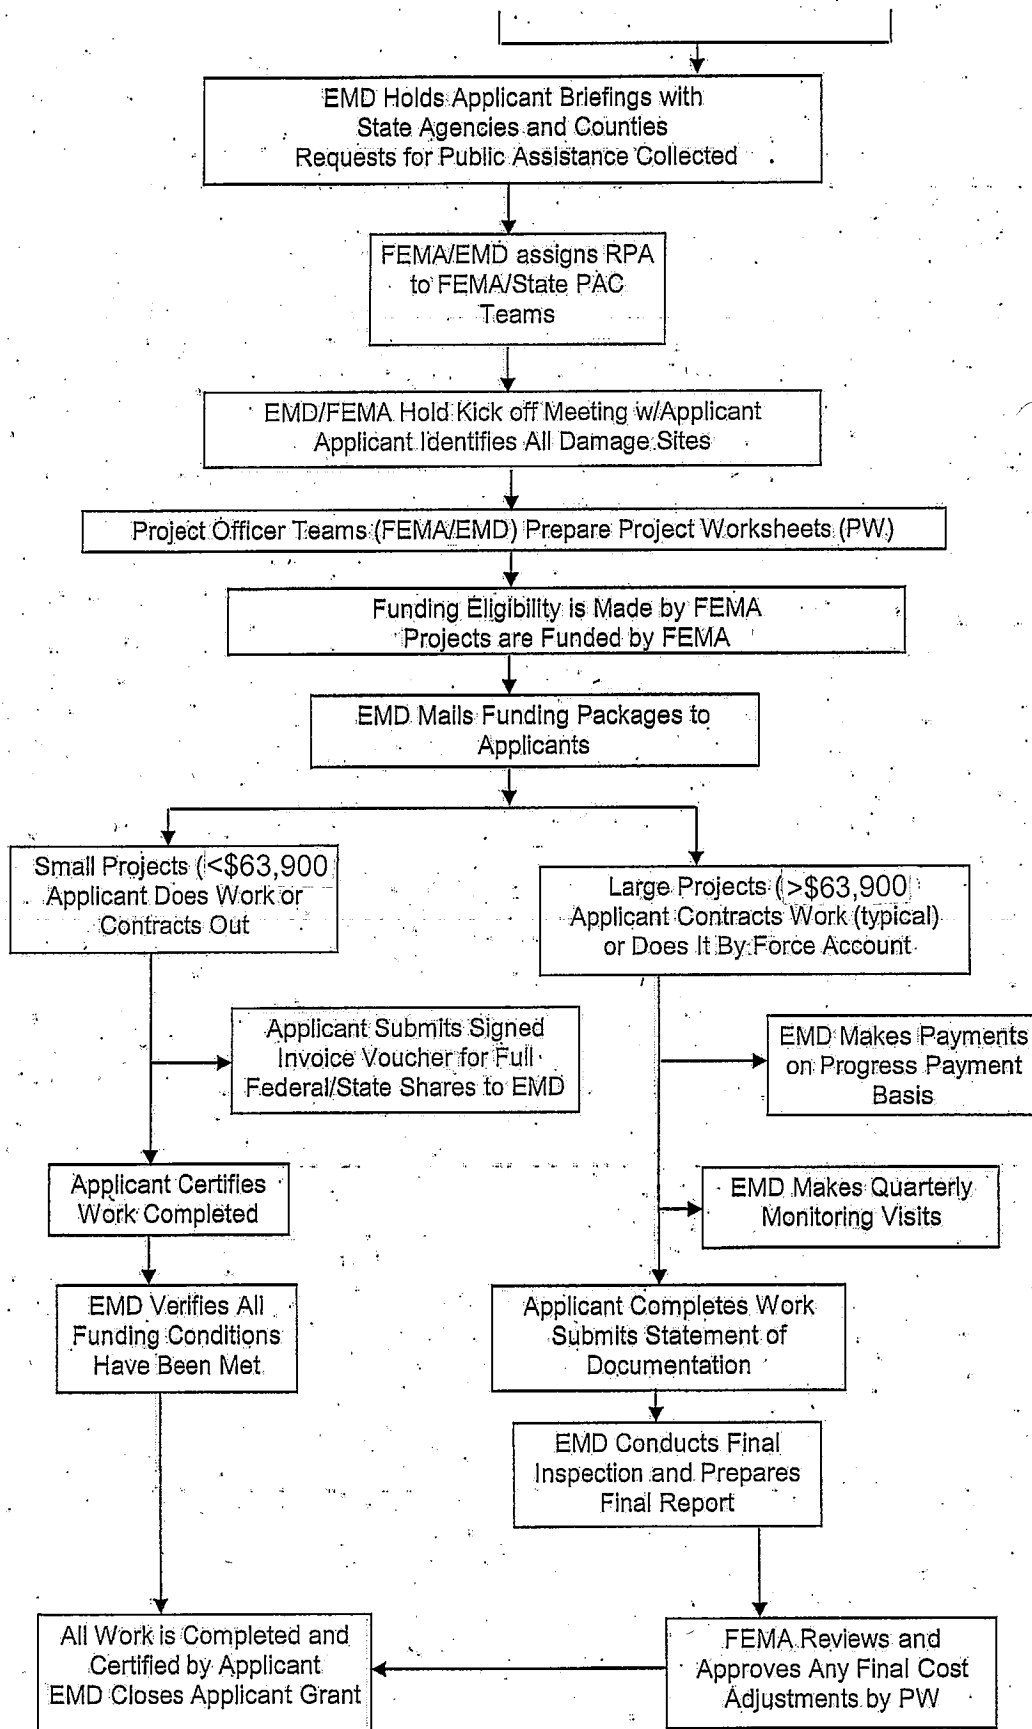 EMD Holds Applicant Briefings with
State Agencies and Counties
Requests for Public Assistance Collected
FEMA/EMD assigns RPA
to FEMA/State PAC
Teams
EMD/FEMA Hold Kick off Meeting w/Applicant
Applicant Identifies All Damage Sites
Project Officer Teams (FEMA/EMD) Prepare Project Worksheets (PW)
Funding Eligibility is Made by FEMA
Projects are Funded by FEMA
EMD Mails Funding Packages to
Applicants
Small Projects (<$63,900
Applicant Does Work or
Contracts Out
Large Projects (>$63,900
Applicant Contracts Work (typical)
or Does It By Force Account
Applicant Submits Signed
Invoice Voucher for Full
Federal/State Shares to EMD
EMD Makes Payments
on Progress Payment
Basis
Applicant Certifies
Work Completed
EMD Makes Quarterly
Monitoring Visits
EMD Verifies All
Funding Conditions
Have Been Met
Applicant Completes Work
Submits Statement of
Documentation
EMD Conducts Final
Inspection and Prepares
Final Report
All Work is Completed and
Certified by Applicant
EMD Closes Applicant Grant
FEMA Reviews and
Approves Any Final Cost
Adjustments by PW